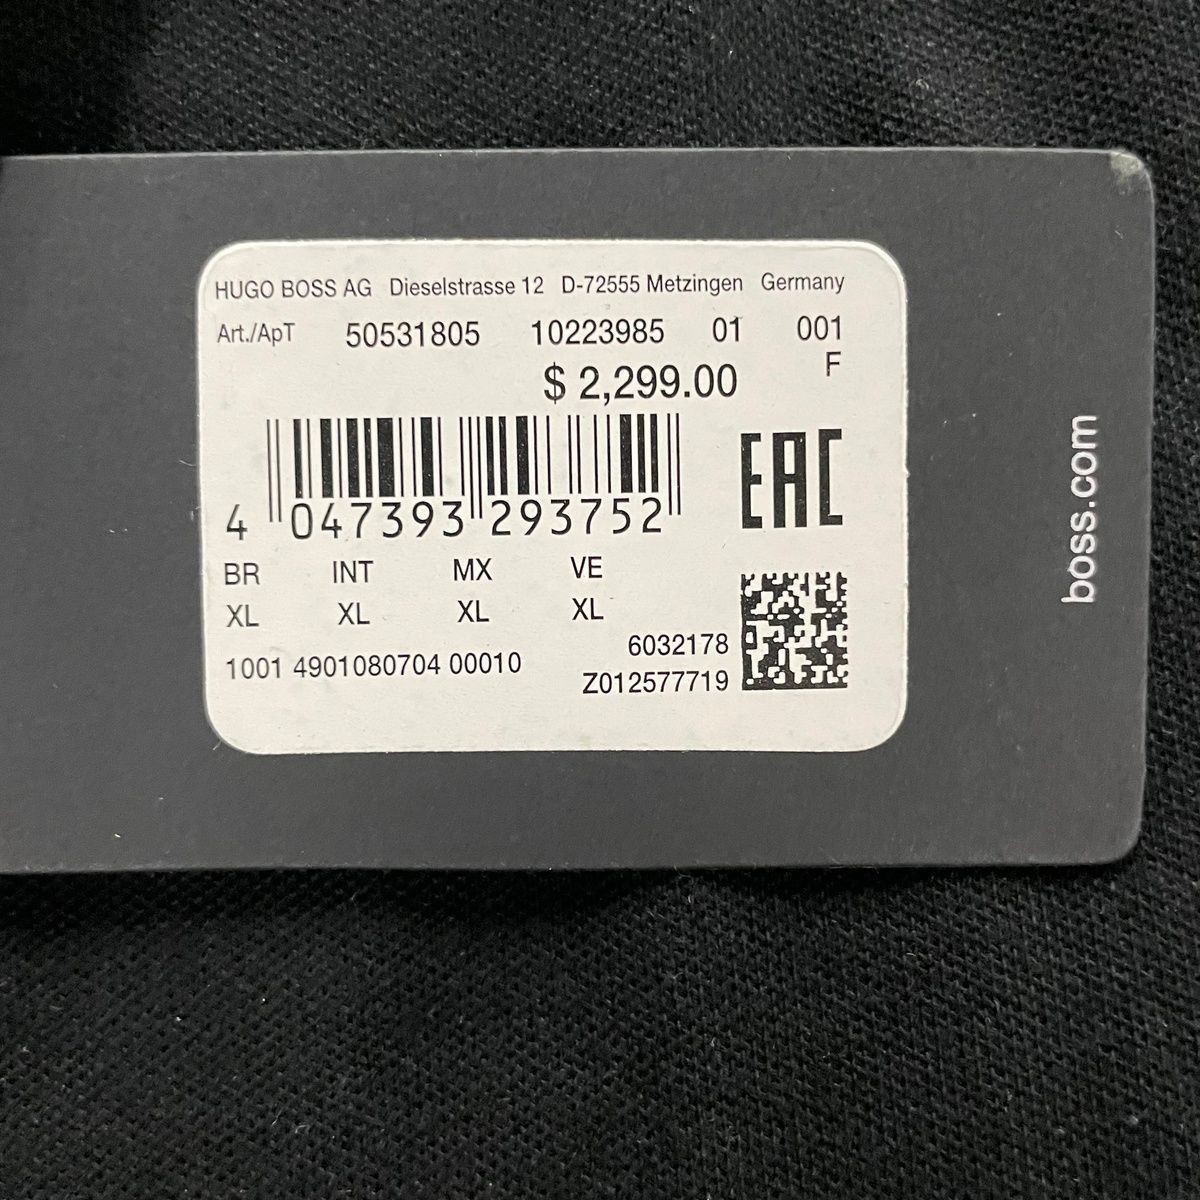 HUGO BOSS AG Dieselstrasse 12 D-72555 Metzingen Germany
Art./ApT 50531805 10223985 01 001
F
$ 2,299.00
EAC
4 047393 293752
BR INT MX VE
XL XL XL XL
6032178
1001 4901080704 00010
Z012577719
boss.com